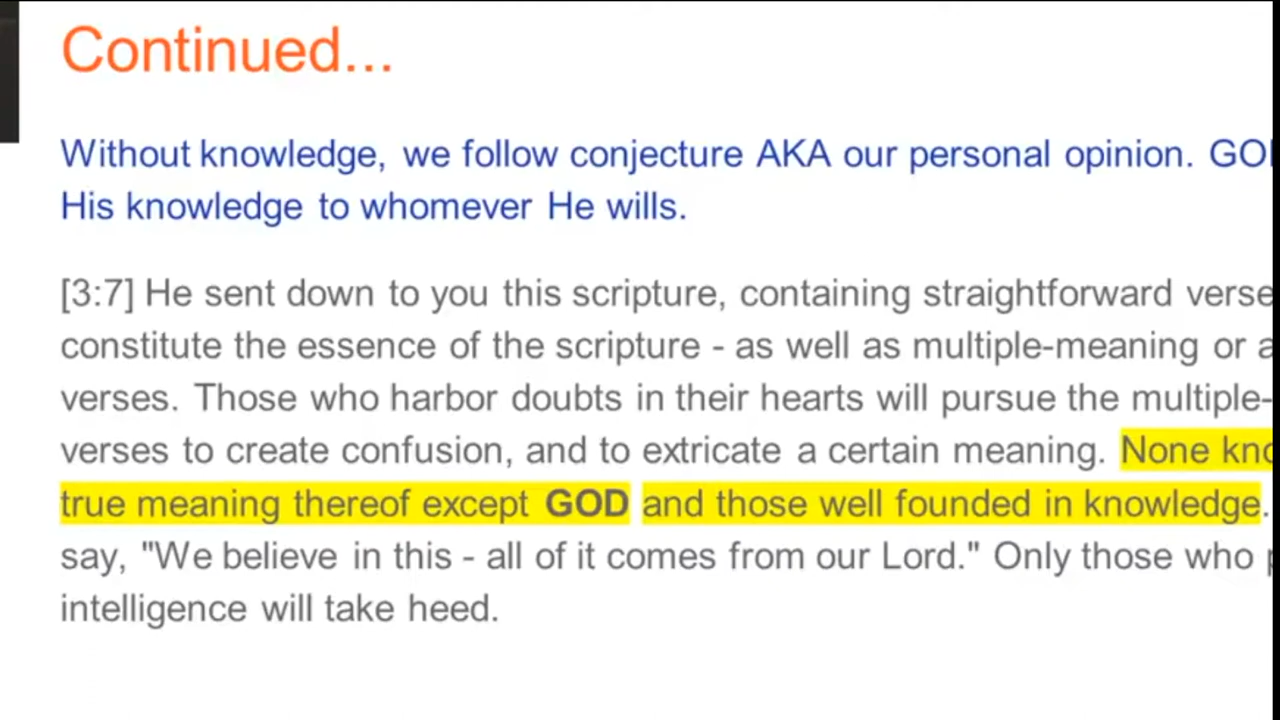 Continued...
Without knowledge, we follow conjecture AKA our personal opinion.
His knowledge to whomever He wills.
[3:7] He sent down to you this scripture, containing straightforward
constitute the essence of the scripture - as well as multiple-meaning or
verses. Those who harbor doubts in their hearts will pursue the multiple-
verses to create confusion, and to extricate a certain meaning. None
true meaning thereof except GOD and those well founded in knowledge.
say, "We believe in this - all of it comes from our Lord." Only those who
intelligence will take heed.